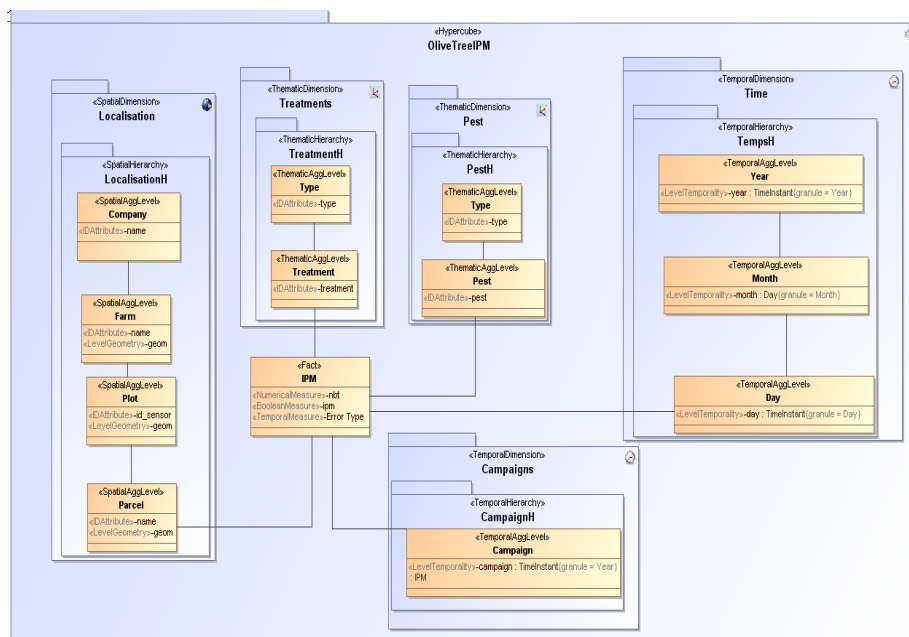 «Hypercube»
OliveTreeIPM
«SpatialDimension»
Localisation
«SpatialHierarchy»
LocalisationH
«SpatialAggLevel»
Company
«IDAttribute»-name
«SpatialAggLevel»
Farm
«IDAttribute»-name
«LevelGeometry»-geom
«SpatialAggLevel»
Plot
«IDAttribute»-id_sensor
«LevelGeometry»-geom
«SpatialAggLevel»
Parcel
«IDAttribute»-name
«LevelGeometry»-geom
«ThematicDimension»
Treatments
«ThematicHierarchy»
TreatmentH
«ThematicAggLevel»
Type
«IDAttribute»-type
«ThematicAggLevel»
Treatment
«IDAttribute»-treatment
«ThematicDimension»
Pest
«ThematicHierarchy»
PestH
«ThematicAggLevel»
Type
«IDAttribute»-type
«ThematicAggLevel»
Pest
«IDAttribute»-pest
«Fact»
IPM
«NumericalMeasure»-nbt
«BooleanMeasure»-ipm
«TemporalMeasure»-Error Type
«TemporalDimension»
Time
«TemporalHierarchy»
TempsH
«TemporalAggLevel»
Year
«LevelTemporality»-year : TimeInstant{granule = Year}
«TemporalAggLevel»
Month
«LevelTemporality»-month : Day{granule = Month}
«TemporalAggLevel»
Day
«LevelTemporality»-day : TimeInstant{granule = Day}
«TemporalDimension»
Campaigns
«TemporalHierarchy»
CampaignH
«TemporalAggLevel»
Campaign
«LevelTemporality»-campaign : TimeInstant{granule = Year}
: IPM